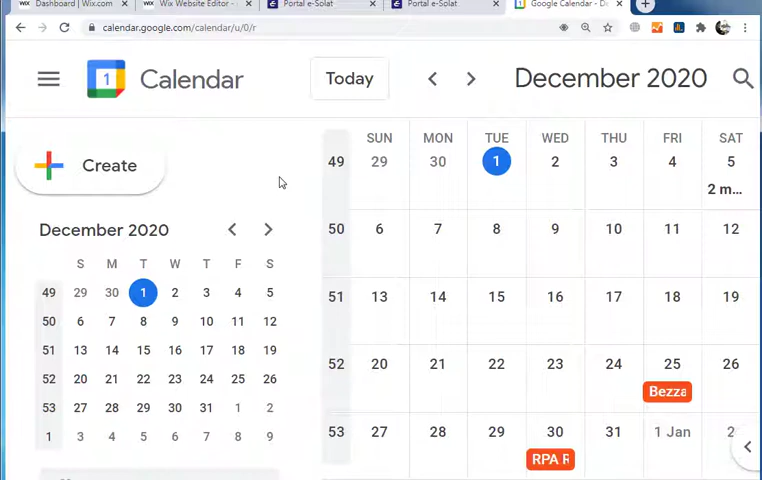 Dashboard | Wix.com
Wix Website Editor -
Portal e-Solat
Portal e-Solat
Google Calendar - D
calendar.google.com/calendar/u/0/r
1
Calendar
Today
December 2020
Create
December 2020
S M T W T F S
49 29 30 1 2 3 4 5
50 6 7 8 9 10 11 12
51 13 14 15 16 17 18 19
52 20 21 22 23 24 25 26
53 27 28 29 30 31 1 2
1 3 4 5 6 7 8 9
SUN MON TUE WED THU FRI SAT
49 29 30 1 2 3 4 5
2 m...
50 6 7 8 9 10 11 12
51 13 14 15 16 17 18 19
52 20 21 22 23 24 25 26
Bezza
53 27 28 29 30 31 1 Jan
RPA R